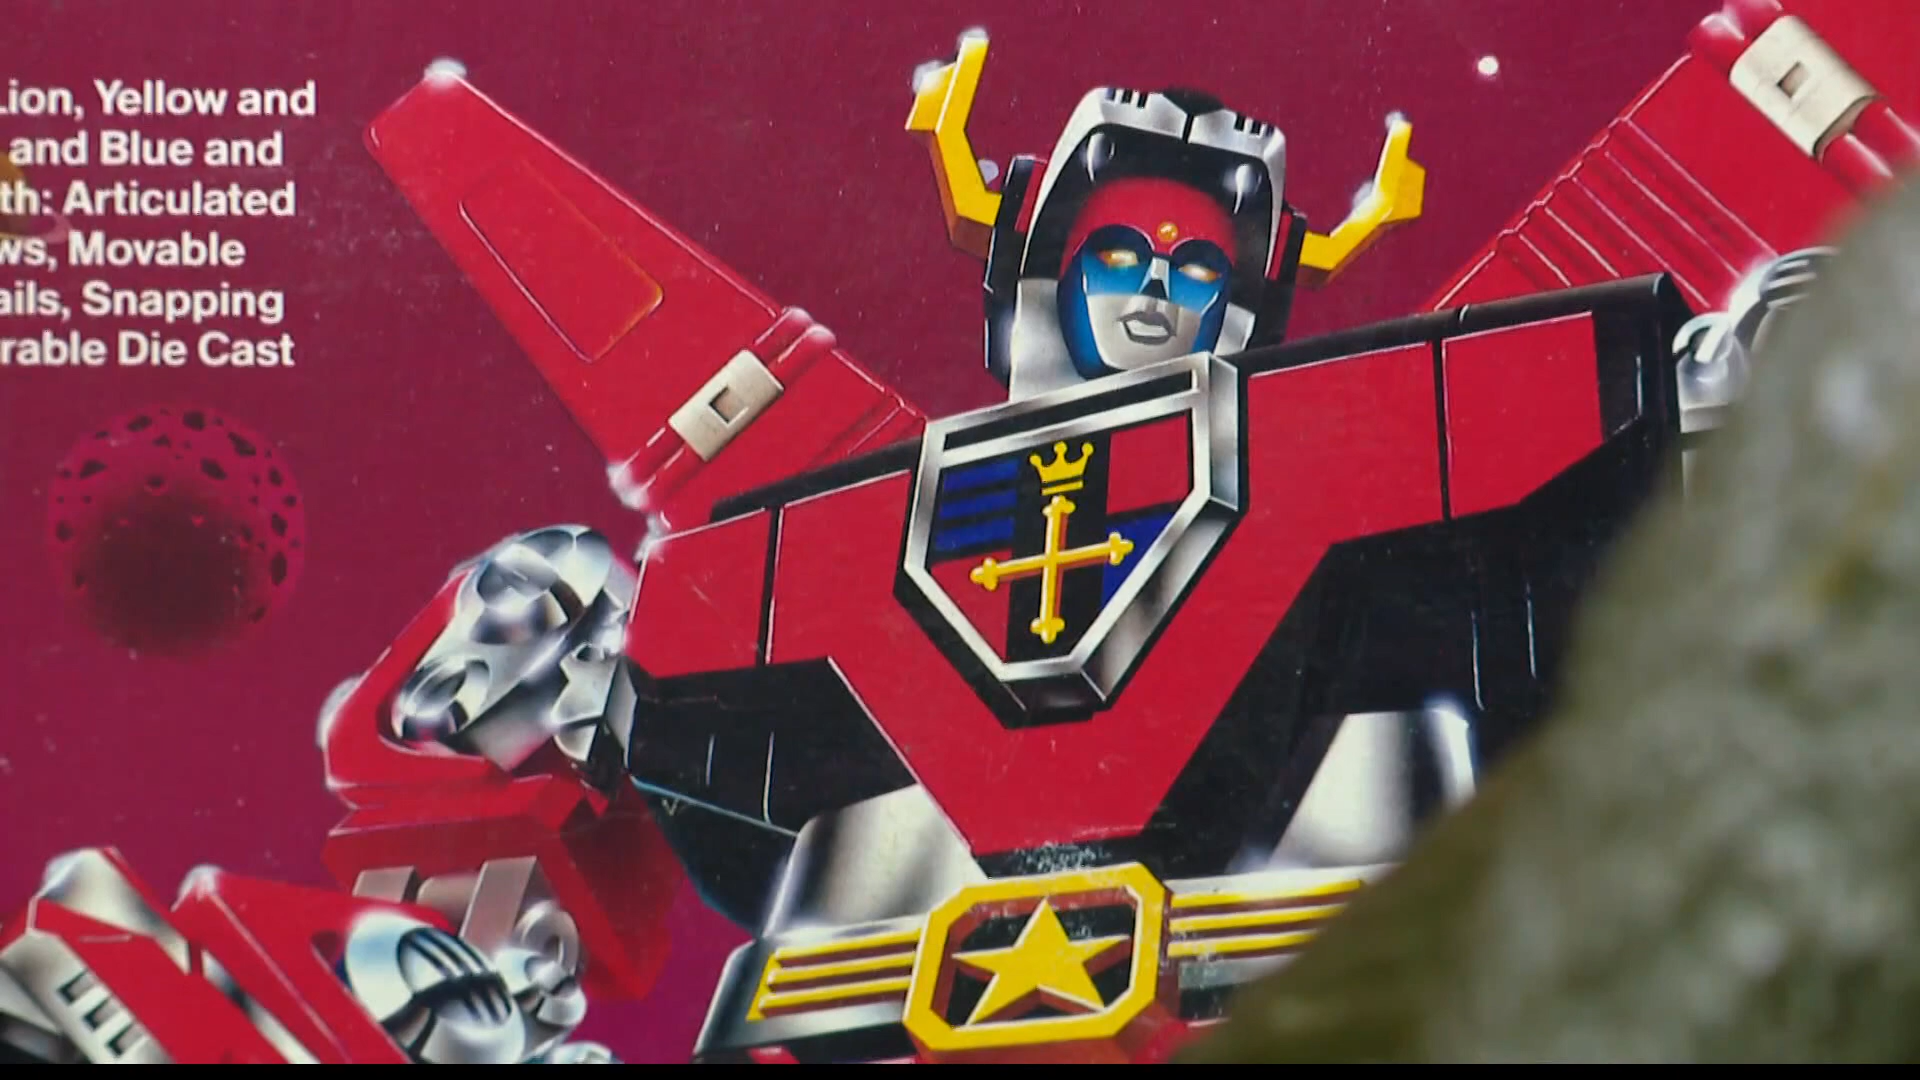 Lion, Yellow and
and Blue and
th: Articulated
ws, Movable
ails, Snapping
rable Die Cast